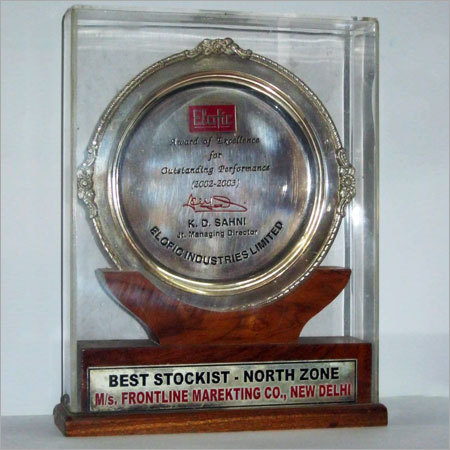 Elofic
Award of Excellence
for
Outstanding Performance
(2002-2003)
K. D. SAHNI
Jt. Managing Director
ELOFIC INDUSTRIES LIMITED
BEST STOCKIST - NORTH ZONE
M/s. FRONTLINE MAREKTING CO., NEW DELHI